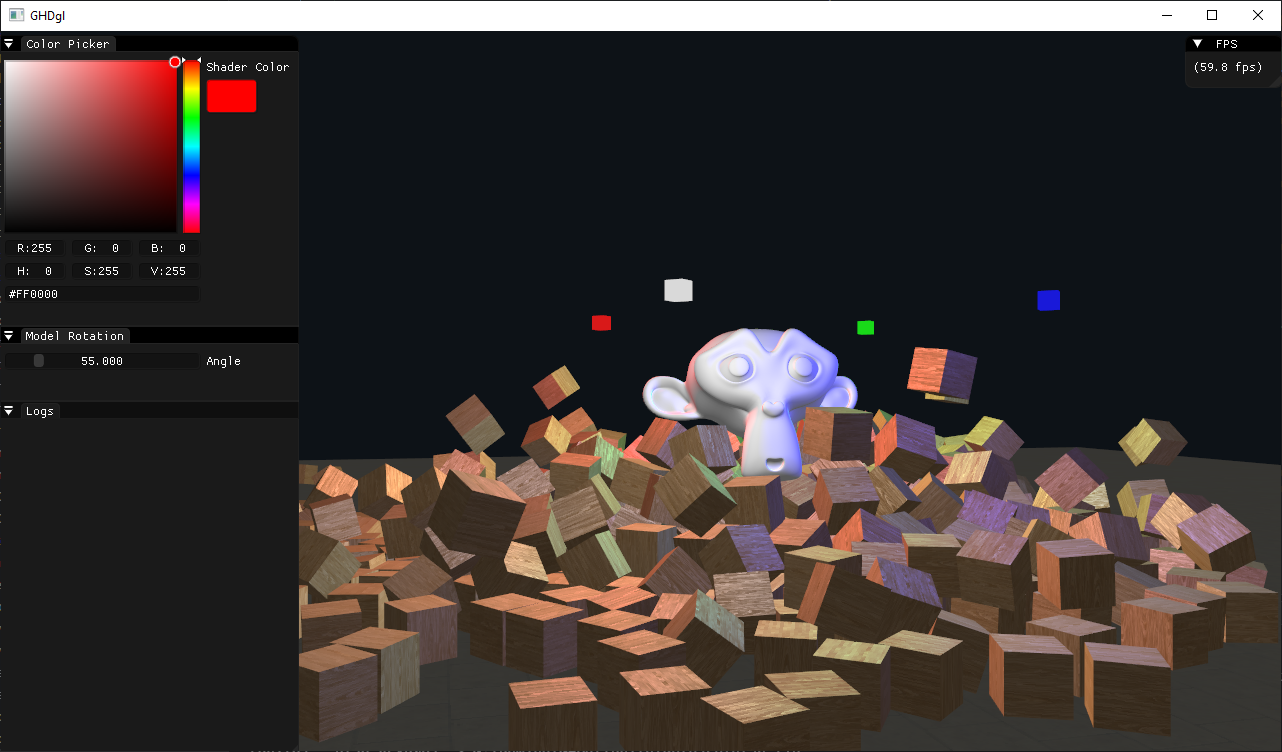 GHDgl
Color Picker
Shader Color
R:255 G: 0 B: 0
H: 0 S:255 V:255
#FF0000
Model Rotation
55.000 Angle
Logs
FPS
(59.8 fps)